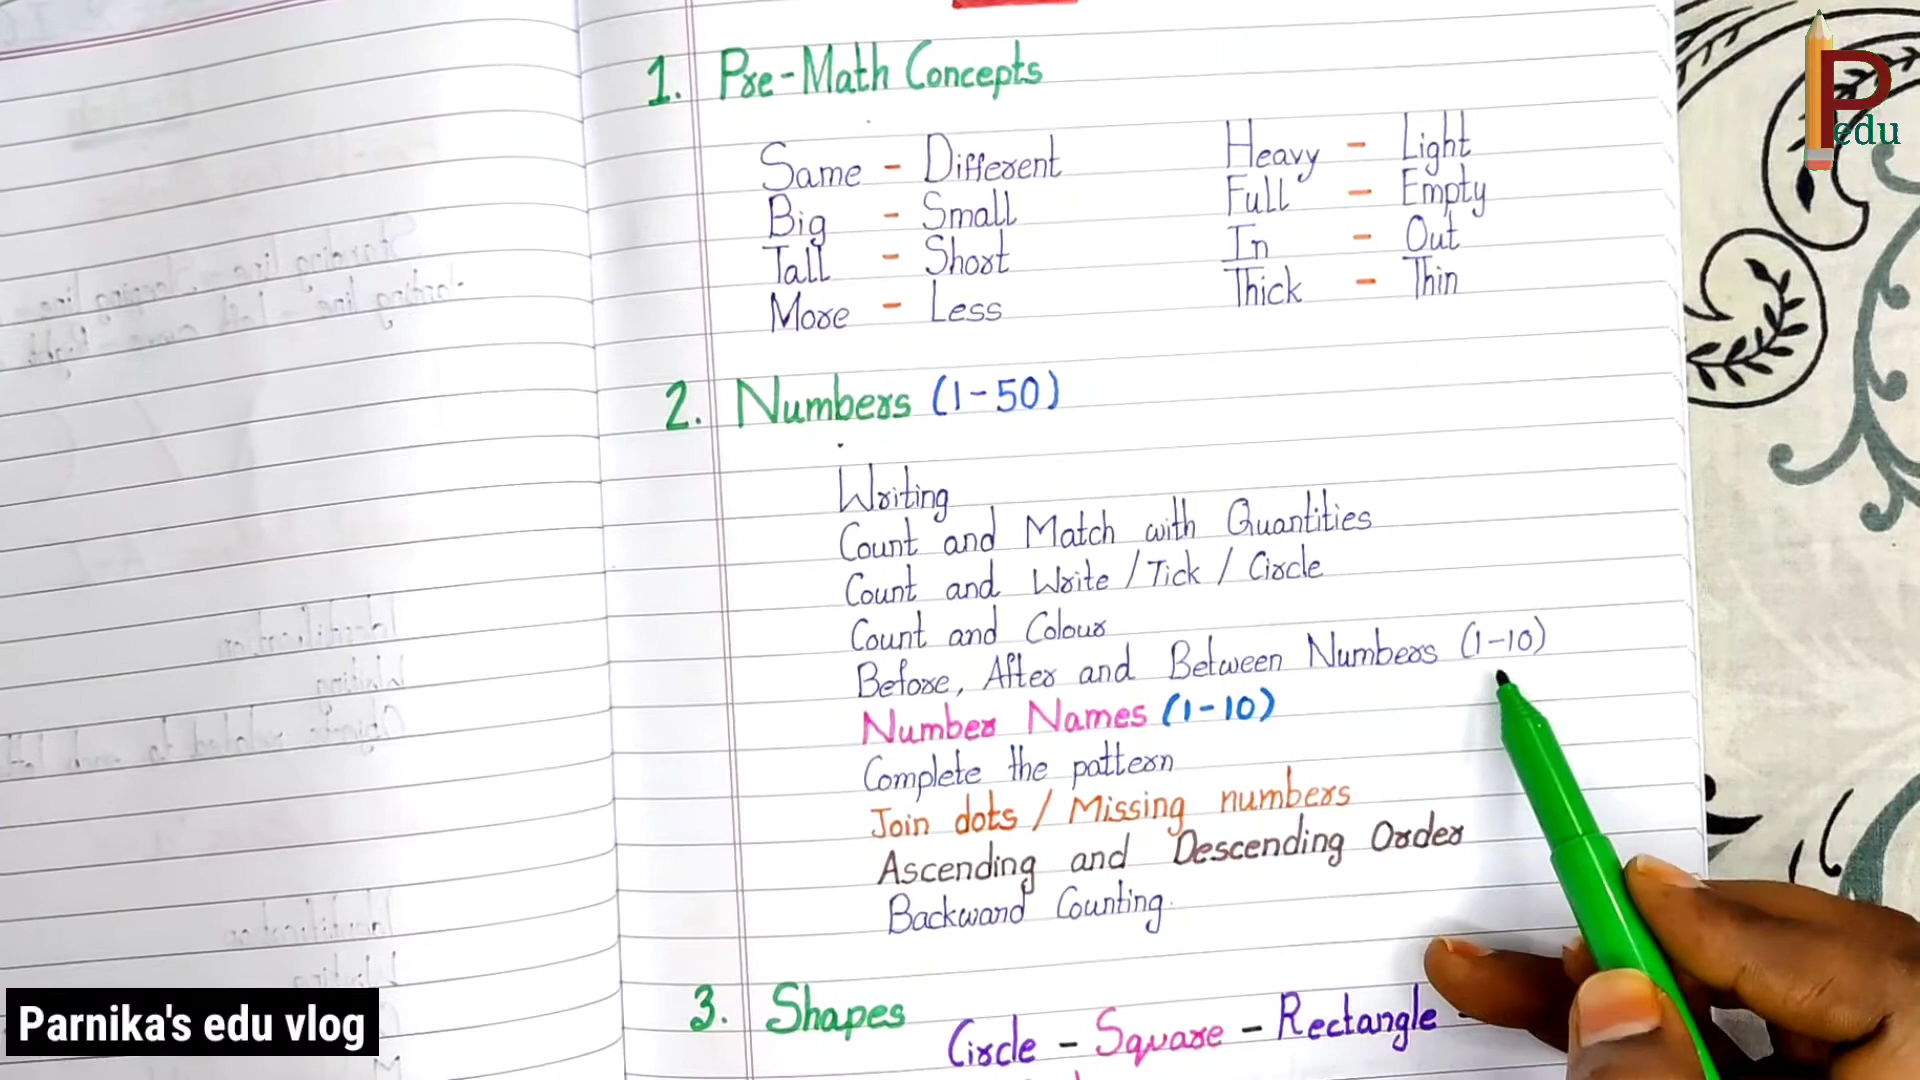 1. Pre-Math Concepts
Same - Different
Big - Small
Tall - Short
More - Less
Heavy - Light
Full - Empty
In - Out
Thick - Thin
2. Numbers (1-50)
Writing
Count and Match with Quantities
Count and Write / Tick / Circle
Count and Colour
Before, After and Between Numbers (1-10)
Number Names (1-10)
Complete the pattern
Join dots / Missing numbers
Ascending and Descending Order
Backward Counting.
3. Shapes
Circle - Square - Rectangle -
P
edu
Parnika's edu vlog